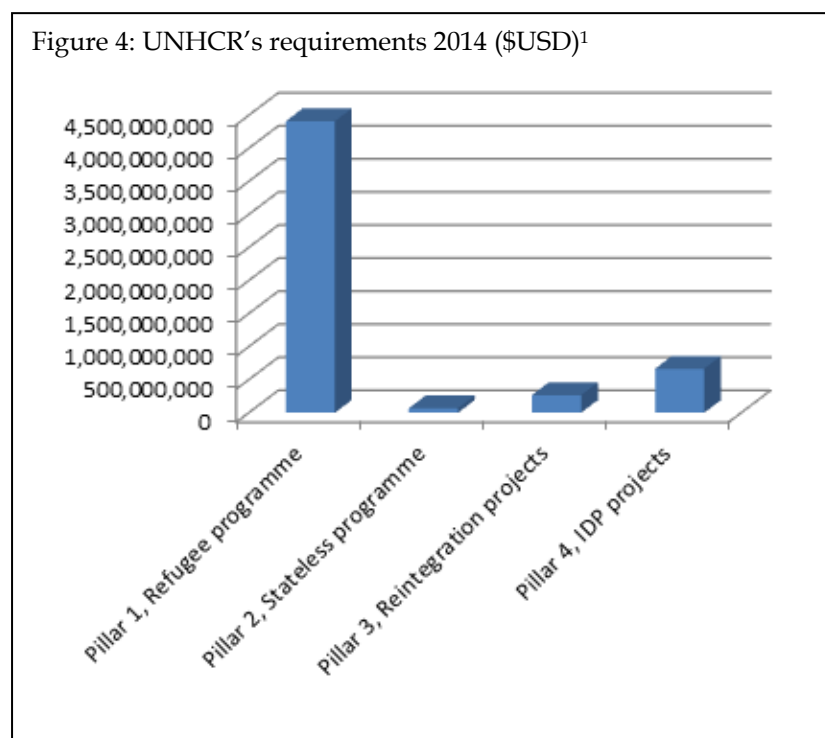 Figure 4: UNHCR’s requirements 2014 ($USD)¹
4,500,000,000
4,000,000,000
3,500,000,000
3,000,000,000
2,500,000,000
2,000,000,000
1,500,000,000
1,000,000,000
500,000,000
0
Pillar 1, Refugee programme
Pillar 2, Stateless programme
Pillar 3, Reintegration projects
Pillar 4, IDP projects